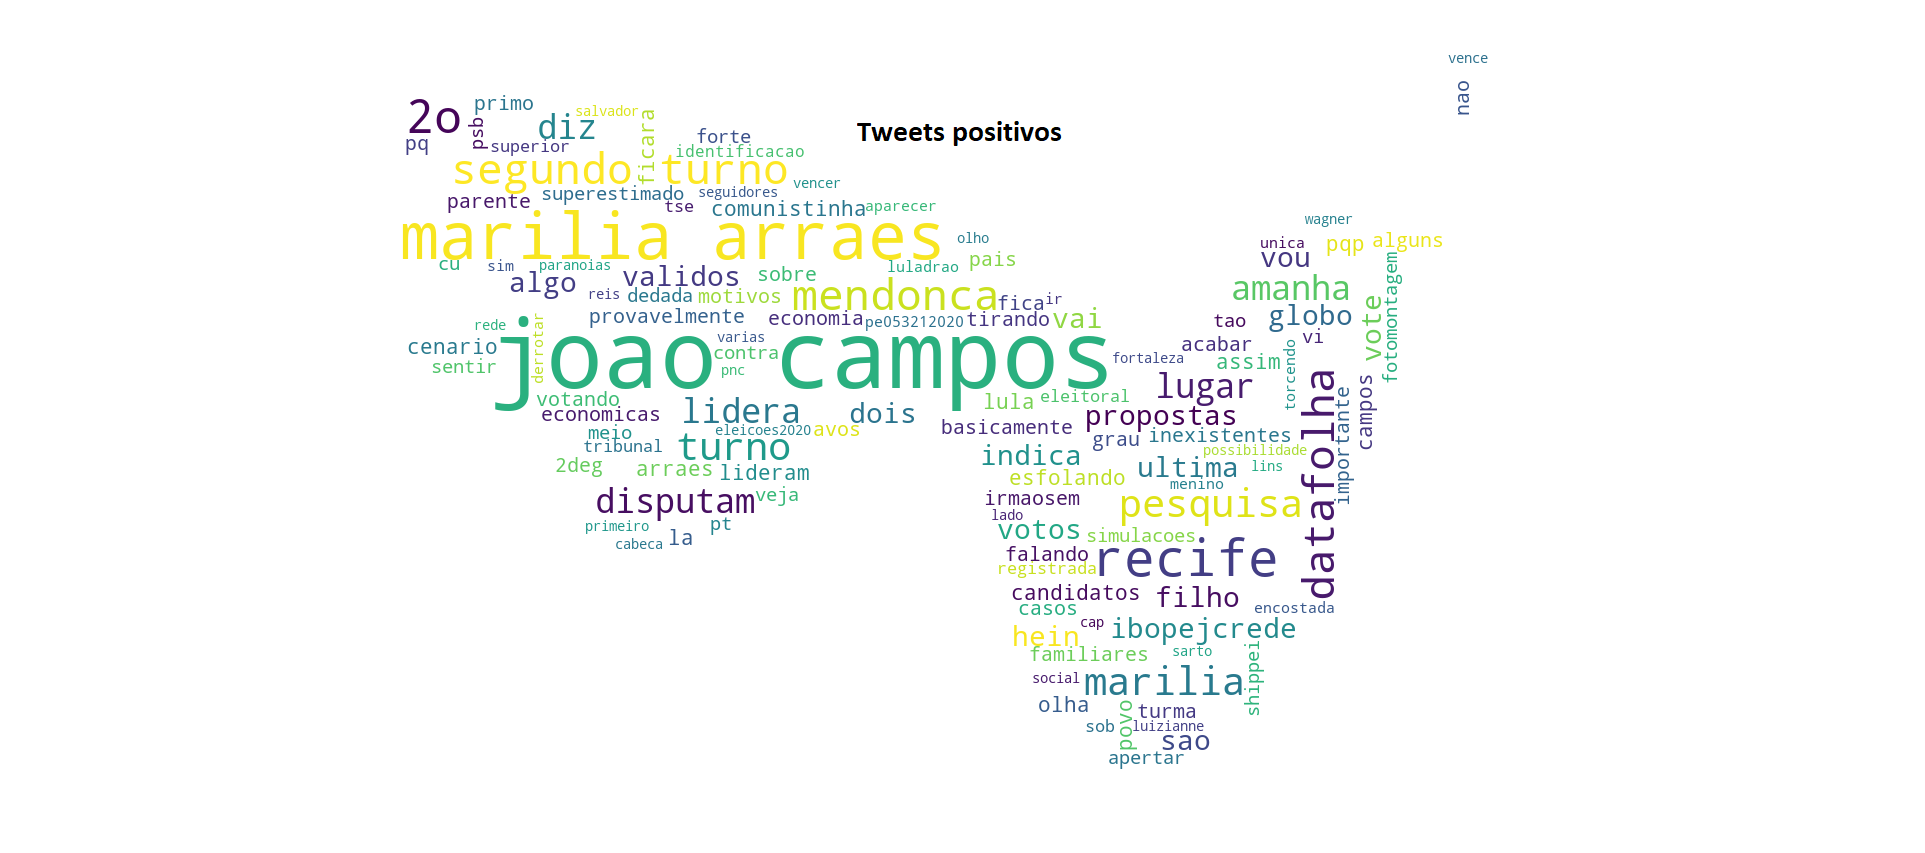 vence
nao
2o
primo
salvador
psb
diz
ficara
forte
Tweets positivos
pq
superior
identificacao
segundo turno
vencer
parente
superestimado
seguidores
tse
comunistinha
aparecer
wagner
marilia arraes
olho
unica
pqp
alguns
cu
sim
paranoias
luladrao
pais
vou
algo
validos
sobre
fotomontagem
reis
dedada
motivos
mendonca
fica
ir
amanha
provavelmente
economia
pe053212020
tirando
vai
tao
globo
vote
rede
derrotar
joao campos
varias
cenario
contra
fortaleza
acabar
vi
sentir
pnc
assim
torcendo
lugar
datafolha
votando
lula
eleitoral
importante
campos
economicas
lidera
dois
propostas
meio
eleicoes2020
avos
basicamente
grau
inexistentes
tribunal
turno
indica
possibilidade
2deg
arraes
lideram
ultima
lins
esfolando
menino
disputam
veja
irmaosem
pesquisa
lado
primeiro
pt
votos
simulacoes
cabeca
la
falando
recife
registrada
candidatos
filho
casos
encostada
cap
hein
ibopejcrede
familiares
sarto
shippei
social
marilia
olha
povo
turma
sob
luizianne
sao
apertar